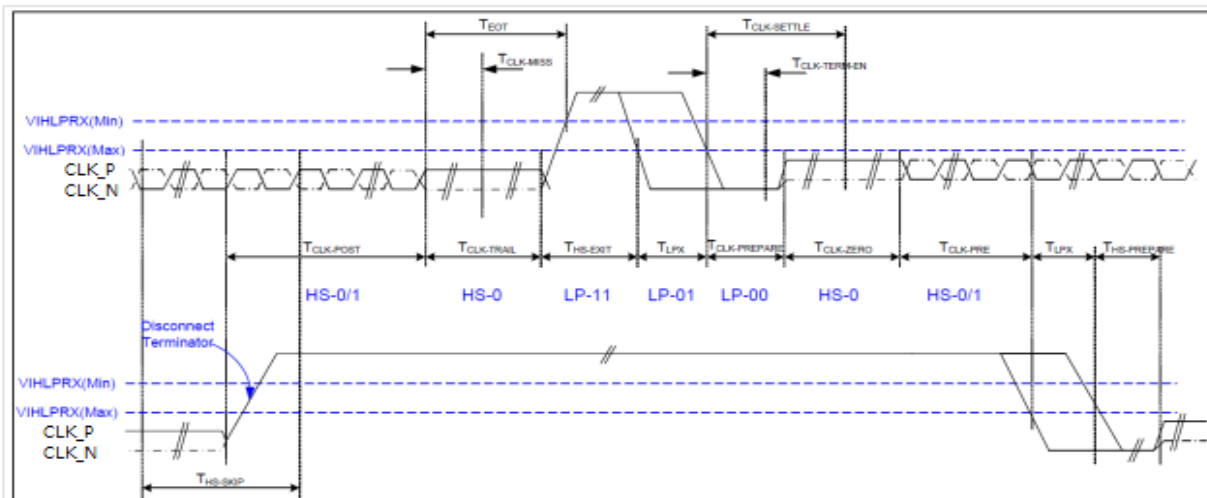 TEOT TCLK-SETTLE
TCLK-MISS TCLK-TERM-EN
VIHLPRX(Min)
VIHLPRX(Max)
CLK_P
CLK_N
TCLK-POST TCLK-TRAIL THS-EXIT TLPX TCLK-PREPARE TCLK-ZERO TCLK-PRE TLPX THS-PREPARE
HS-0/1 HS-0 LP-11 LP-01 LP-00 HS-0 HS-0/1
Disconnect
Terminator
VIHLPRX(Min)
VIHLPRX(Max)
CLK_P
CLK_N
THS-SKIP